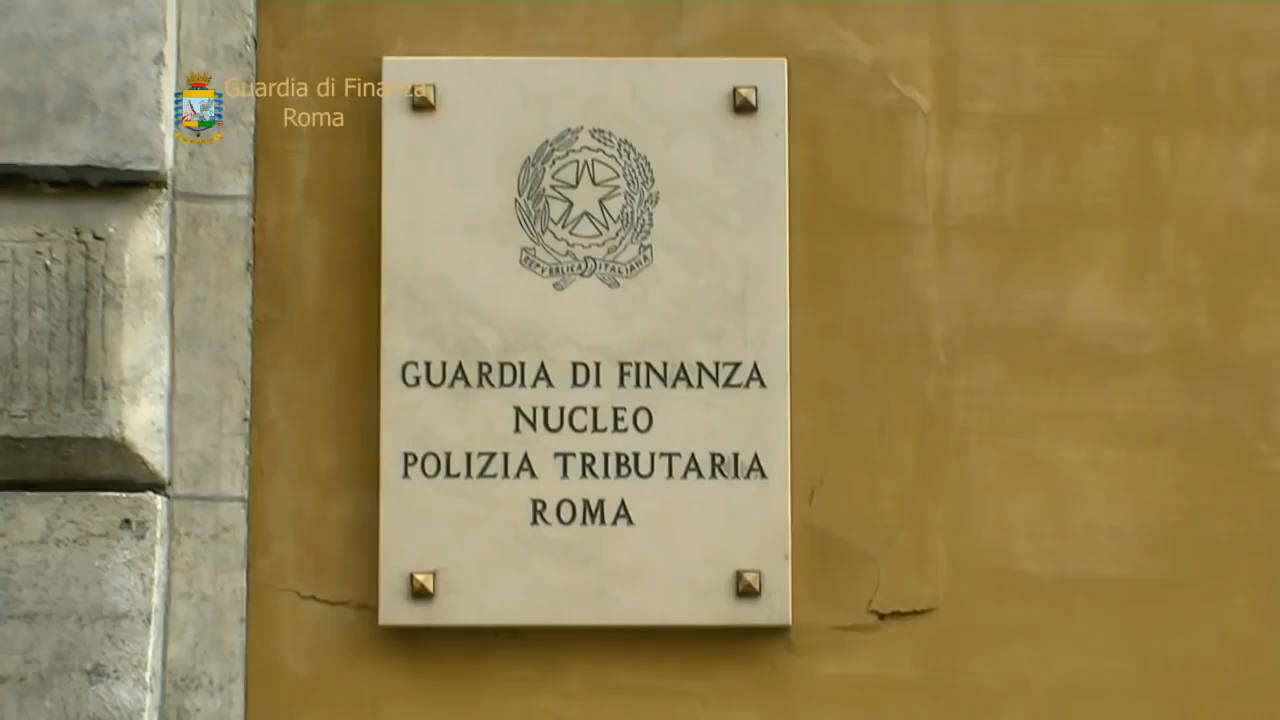 Guardia di Finanza
Roma
REPVBBLICA ITALIANA
GUARDIA DI FINANZA
NUCLEO
POLIZIA TRIBUTARIA
ROMA